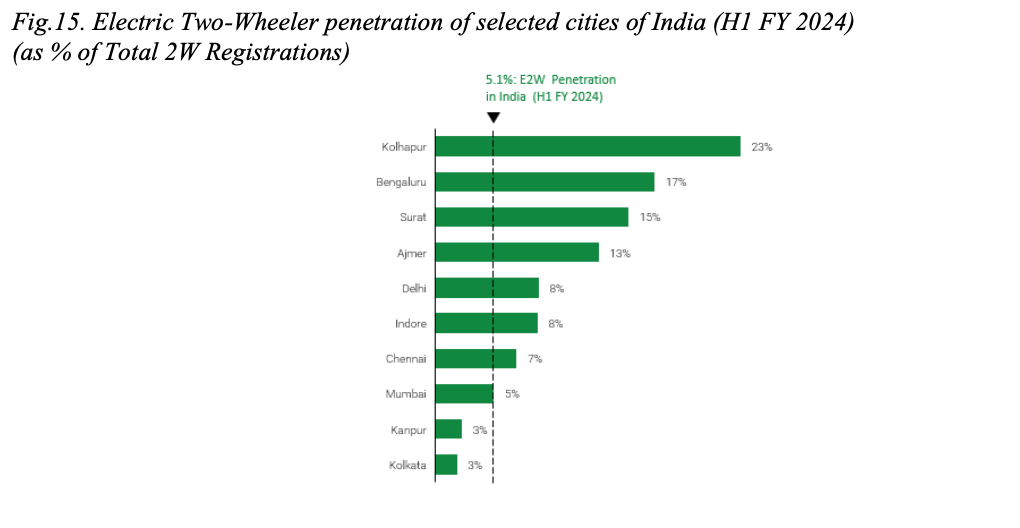 Fig.15. Electric Two-Wheeler penetration of selected cities of India (H1 FY 2024)
(as % of Total 2W Registrations)
5.1%: E2W Penetration
in India (H1 FY 2024)
Kolhapur 23%
Bengaluru 17%
Surat 15%
Ajmer 13%
Delhi 8%
Indore 8%
Chennai 7%
Mumbai 5%
Kanpur 3%
Kolkata 3%